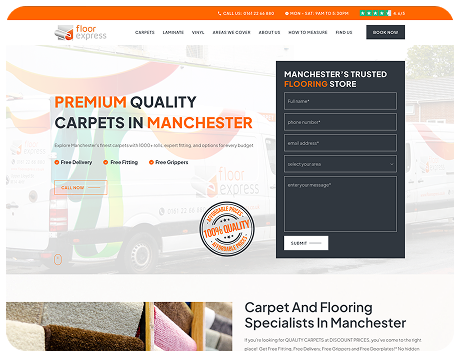 CALL US: 0161 22 66 890
MON - SAT: 9AM TO 5:30PM
floor
express
CARPETS LAMINATE VINYL AREAS WE COVER ABOUT US HOW TO MEASURE FIND US BOOK NOW
PREMIUM QUALITY
CARPETS IN MANCHESTER
Explore Manchester's finest carpets with 1000+ rolls, expert fitting, and options for every budget
Free Delivery Free Fitting Free Grippers
CALL NOW
MANCHESTER'S TRUSTED
FLOORING STORE
Full name*
phone number*
email address*
select your area
enter your message*
SUBMIT
floor
express
AFFORDABLE PRICES
100% QUALITY
AFFORDABLE PRICES
Carpet And Flooring
Specialists In Manchester
If you're looking for QUALITY CARPETS at DISCOUNT PRICES, you've come to the right
place! Get Free Fitting, Free Delivery, Free Grippers and Free Doorplates!* No hidden